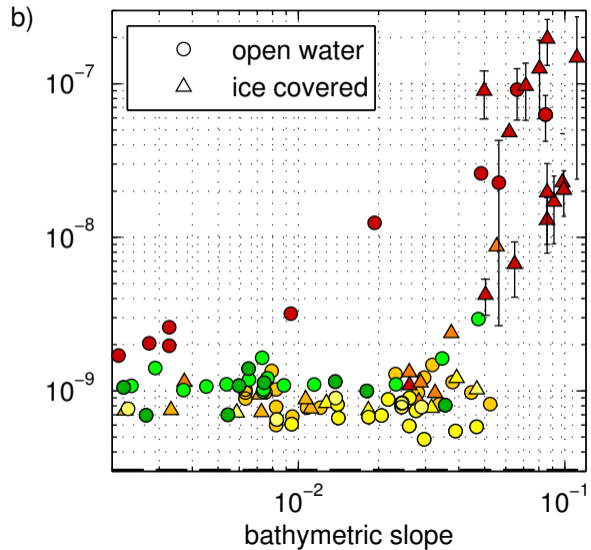 b)
open water
ice covered
10⁻⁷
10⁻⁸
10⁻⁹
10⁻² 10⁻¹
bathymetric slope